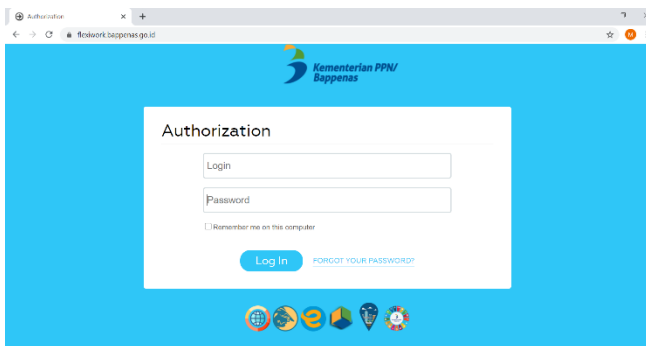 Authorization
flexiwork.bappenas.go.id
M
Kementerian PPN/
Bappenas
Authorization
Login
Password
Remember me on this computer
Log In
FORGOT YOUR PASSWORD?